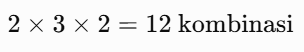 2 × 3 × 2 = 12 kombinasi